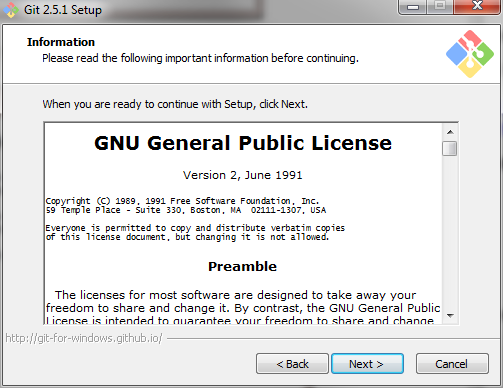 Git 2.5.1 Setup
Information
Please read the following important information before continuing.
When you are ready to continue with Setup, click Next.
GNU General Public License
Version 2, June 1991
Copyright (C) 1989, 1991 Free Software Foundation, Inc.
59 Temple Place - Suite 330, Boston, MA  02111-1307, USA
Everyone is permitted to copy and distribute verbatim copies
of this license document, but changing it is not allowed.
Preamble
The licenses for most software are designed to take away your
freedom to share and change it. By contrast, the GNU General Public
License is intended to guarantee your freedom to share and change
http://git-for-windows.github.io/
< Back
Next >
Cancel